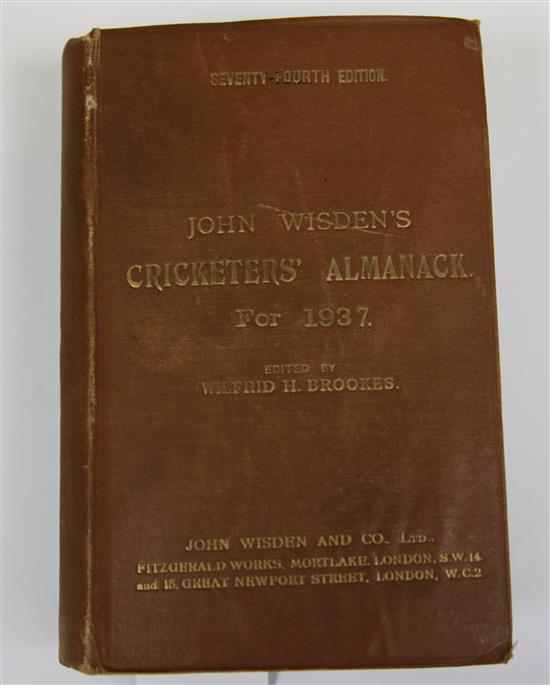 SEVENTY-FOURTH EDITION.
JOHN WISDEN'S
CRICKETERS' ALMANACK.
For 1937.
EDITED BY
WILFRID H. BROOKES.
JOHN WISDEN AND CO., LTD.,
FITZGERALD WORKS, MORTLAKE, LONDON, S.W.14
and 15, GREAT NEWPORT STREET, LONDON, W.C.2